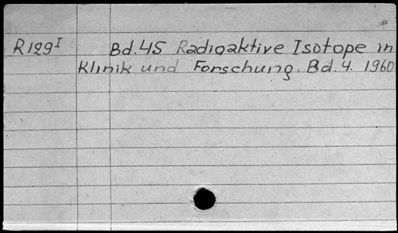 R129ᴵ Bd.45 Radioaktive Isotope in
Klinik und Forschung. Bd.4. 1960